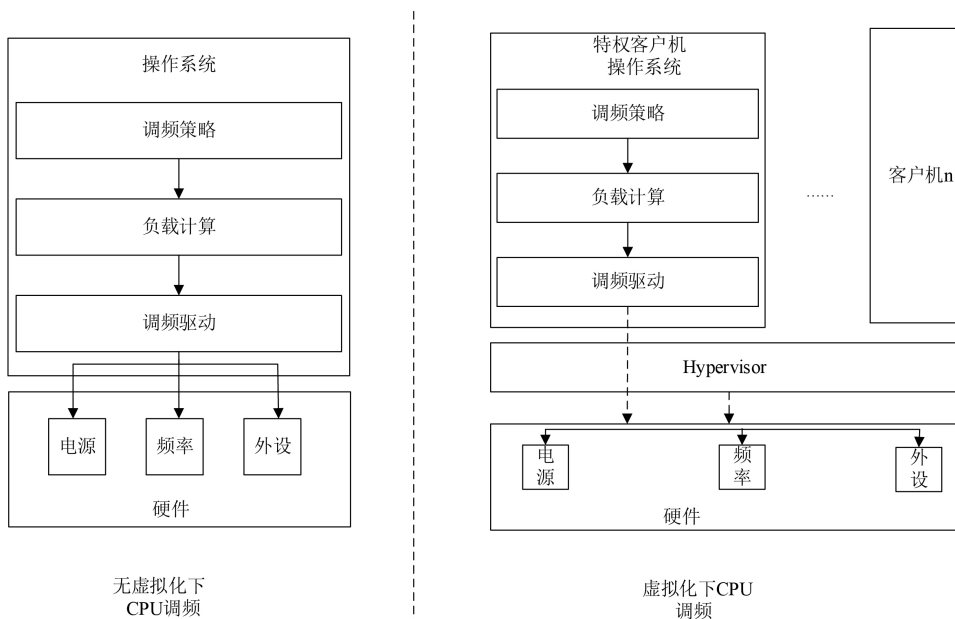 操作系统
调频策略
负载计算
调频驱动
电源
频率
外设
硬件
无虚拟化下
CPU调频
特权客户机
操作系统
调频策略
负载计算
调频驱动
……
客户机n
Hypervisor
电
源
频
率
外
设
硬件
虚拟化下CPU
调频